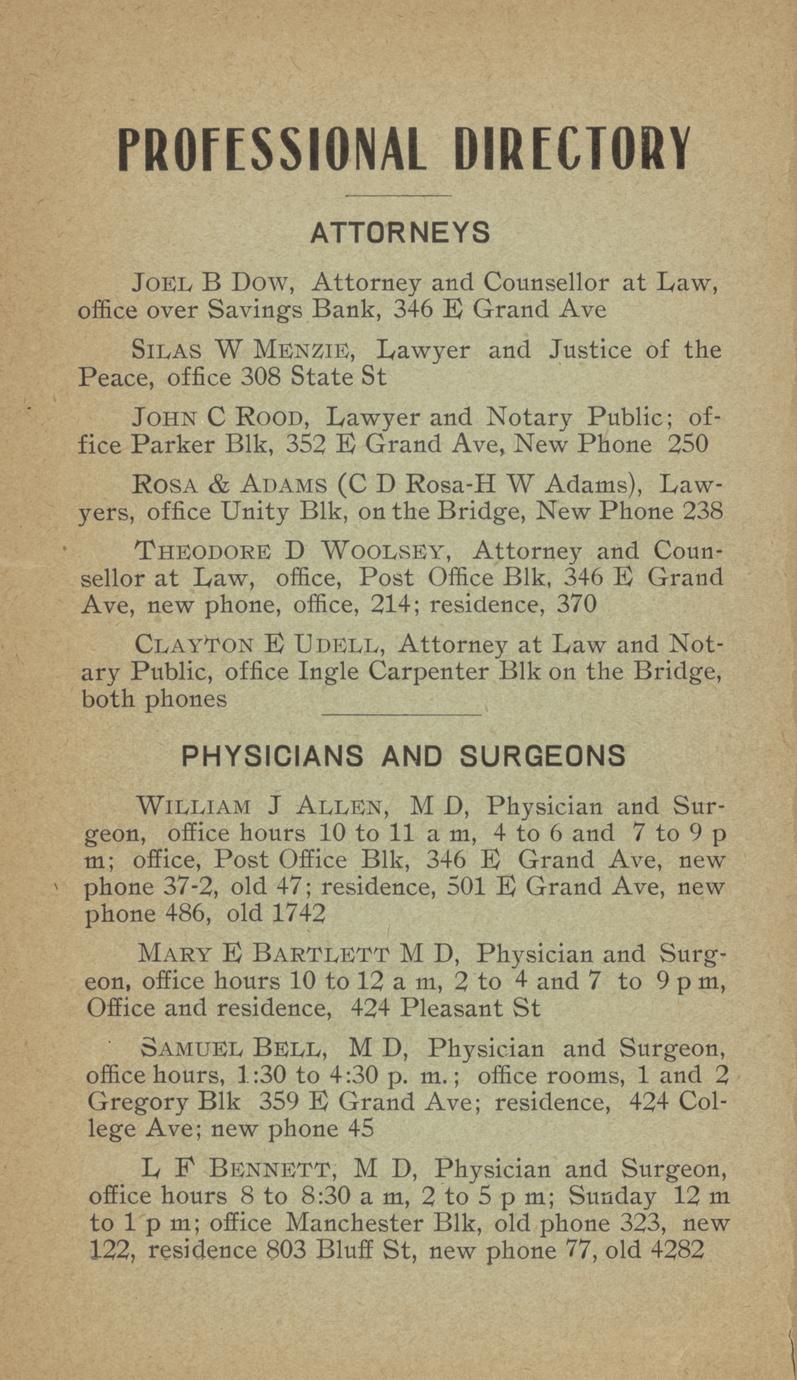 PROFESSIONAL DIRECTORY
ATTORNEYS
JOEL B DOW, Attorney and Counsellor at Law,
office over Savings Bank, 346 E Grand Ave
SILAS W MENZIE, Lawyer and Justice of the
Peace, office 308 State St
JOHN C ROOD, Lawyer and Notary Public; of-
fice Parker Blk, 352 E Grand Ave, New Phone 250
ROSA & ADAMS (C D Rosa-H W Adams), Law-
yers, office Unity Blk, on the Bridge, New Phone 238
THEODORE D WOOLSEY, Attorney and Coun-
sellor at Law, office, Post Office Blk, 346 E Grand
Ave, new phone, office, 214; residence, 370
CLAYTON E UDELL, Attorney at Law and Not-
ary Public, office Ingle Carpenter Blk on the Bridge,
both phones
PHYSICIANS AND SURGEONS
WILLIAM J ALLEN, M D, Physician and Sur-
geon, office hours 10 to 11 a m, 4 to 6 and 7 to 9 p
m; office, Post Office Blk, 346 E Grand Ave, new
phone 37-2, old 47; residence, 501 E Grand Ave, new
phone 486, old 1742
MARY E BARTLETT M D, Physician and Surg-
eon, office hours 10 to 12 a m, 2 to 4 and 7 to 9 p m,
Office and residence, 424 Pleasant St
SAMUEL BELL, M D, Physician and Surgeon,
office hours, 1:30 to 4:30 p. m.; office rooms, 1 and 2
Gregory Blk 359 E Grand Ave; residence, 424 Col-
lege Ave; new phone 45
L F BENNETT, M D, Physician and Surgeon,
office hours 8 to 8:30 a m, 2 to 5 p m; Sunday 12 m
to 1 p m; office Manchester Blk, old phone 323, new
122, residence 803 Bluff St, new phone 77, old 4282